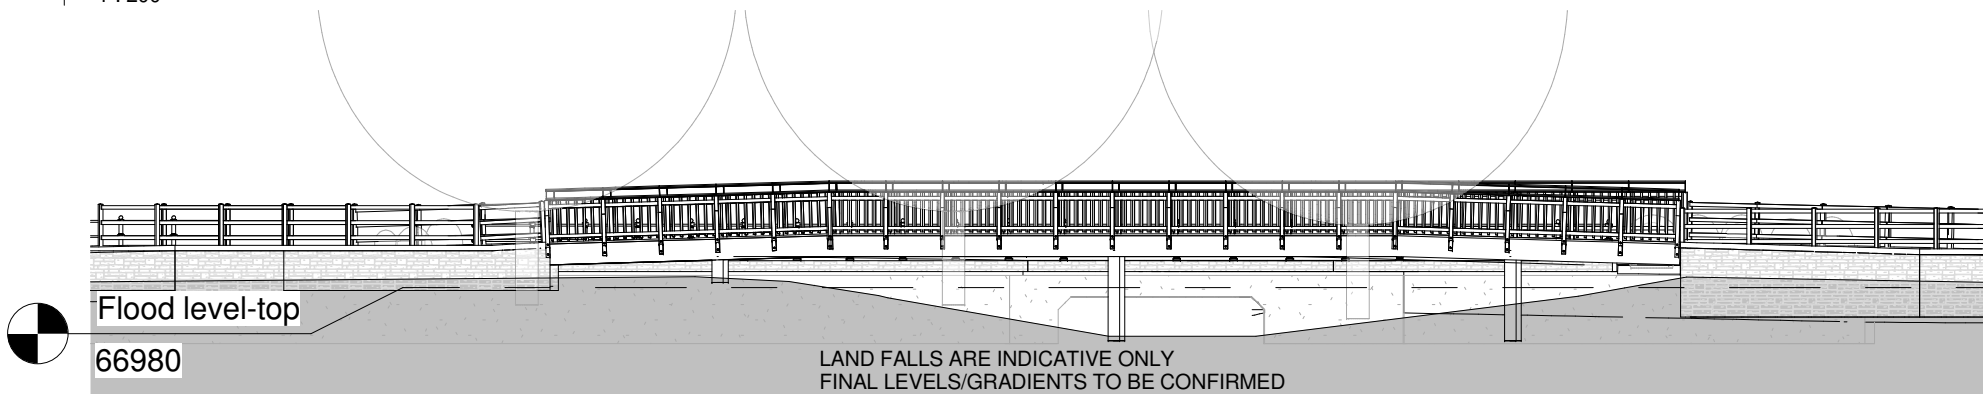 Flood level-top
66980
LAND FALLS ARE INDICATIVE ONLY
FINAL LEVELS/GRADIENTS TO BE CONFIRMED